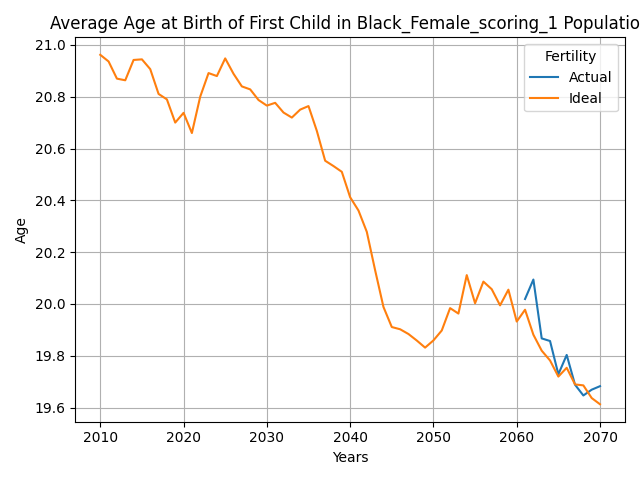 Average Age at Birth of First Child in Black_Female_scoring_1 Populatio
Fertility
Actual
Ideal
21.0
20.8
20.6
20.4
20.2
20.0
19.8
19.6
Age
2010 2020 2030 2040 2050 2060 2070
Years